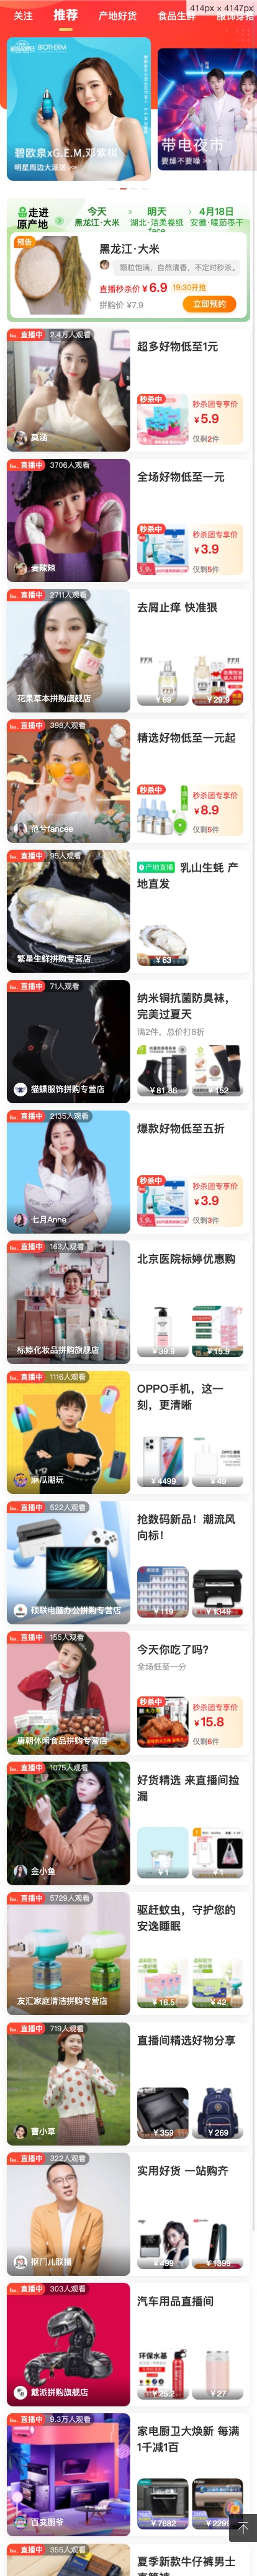 关注 推荐 产地好货 食品生鲜 服饰穿搭
414px × 4147px
BIOTHERM
碧欧泉xG.E.M.邓紫棋
明星周边大派送 >>
带电夜市
要燥不要噪 >>
走进原产地
今天 > 明天 > 4月18日
黑龙江·大米 湖北·洁柔卷纸 安徽·唛茹枣干
face
预告
黑龙江·大米
颗粒饱满，自然清香，不定时秒杀。
直播秒杀价¥6.9 19:30开抢
拼购价 ¥7.9
立即预约
直播中 2.4万人观看
莫涵
超多好物低至1元
秒杀中
秒杀团专享价
¥5.9
仅剩2件
直播中 3706人观看
麦辣辣
全场好物低至一元
秒杀中
秒杀团专享价
¥3.9
仅剩5件
直播中 2711人观看
花果草本拼购旗舰店
去屑止痒 快准狠
¥69
¥29.9
直播中 398人观看
范兮fancee
精选好物低至一元起
秒杀中
秒杀团专享价
¥8.9
仅剩5件
直播中 95人观看
繁星生鲜拼购专营店
产地直播 乳山生蚝 产
地直发
¥63
直播中 71人观看
猫蝶服饰拼购专营店
纳米铜抗菌防臭袜，
完美过夏天
满2件，总价打8折
¥81.86
¥152
直播中 2135人观看
七月Anne
爆款好物低至五折
秒杀中
秒杀团专享价
¥3.9
仅剩3件
直播中 163人观看
标婷化妆品拼购旗舰店
北京医院标婷优惠购
¥39.9
¥15.9
直播中 1116人观看
麻瓜潮玩
OPPO手机，这一
刻，更清晰
¥4499
¥49
直播中 522人观看
硕联电脑办公拼购专营店
抢数码新品！潮流风
向标！
¥119
¥1349
直播中 155人观看
唐朝休闲食品拼购专营店
今天你吃了吗？
全场低至一分
秒杀中
秒杀团专享价
¥15.8
仅剩6件
直播中 1075人观看
金小鱼
好货精选 来直播间捡
漏
¥1
¥1
直播中 5729人观看
友汇家庭清洁拼购专营店
驱赶蚊虫，守护您的
安逸睡眠
¥16.5
¥42
直播中 719人观看
曹小草
直播间精选好物分享
¥359
¥269
直播中 322人观看
抠门儿联播
实用好货 一站购齐
¥499
¥1399
直播中 303人观看
戴派拼购旗舰店
汽车用品直播间
环保水基
¥25.2
¥27
直播中 9.3万人观看
百变厨爷
家电厨卫大焕新 每满
1千减1百
¥7682
¥2299
直播中 355人观看
夏季新款牛仔裤男士